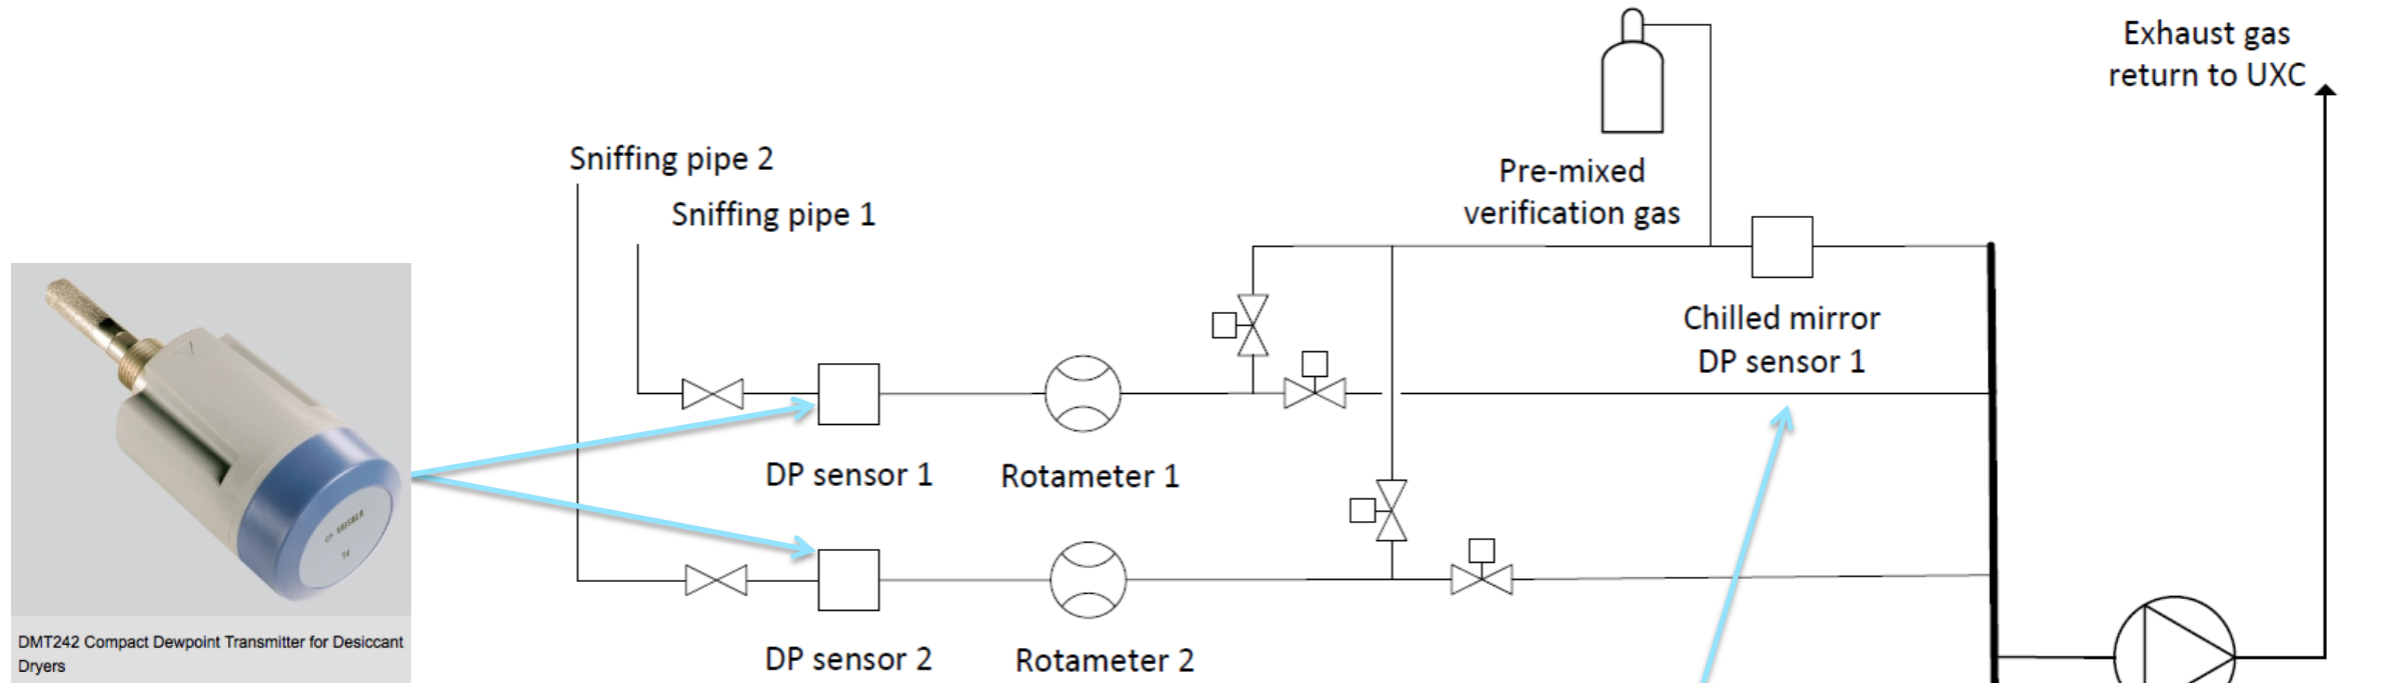 Exhaust gas
return to UXC
Sniffing pipe 2
Pre-mixed
verification gas
Sniffing pipe 1
Chilled mirror
DP sensor 1
DP sensor 1
Rotameter 1
DMT242 Compact Dewpoint Transmitter for Desiccant
Dryers
DP sensor 2
Rotameter 2
VAISALA